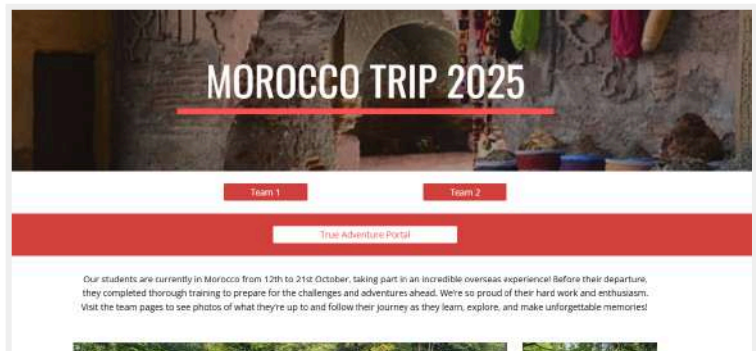 MOROCCO TRIP 2025
Team 1
Team 2
True Adventure Portal
Our students are currently in Morocco from 12th to 21st October, taking part in an incredible overseas experience! Before their departure,
they completed thorough training to prepare for the challenges and adventures ahead. We're so proud of their hard work and enthusiasm.
Visit the team pages to see photos of what they're up to and follow their journey as they learn, explore, and make unforgettable memories!